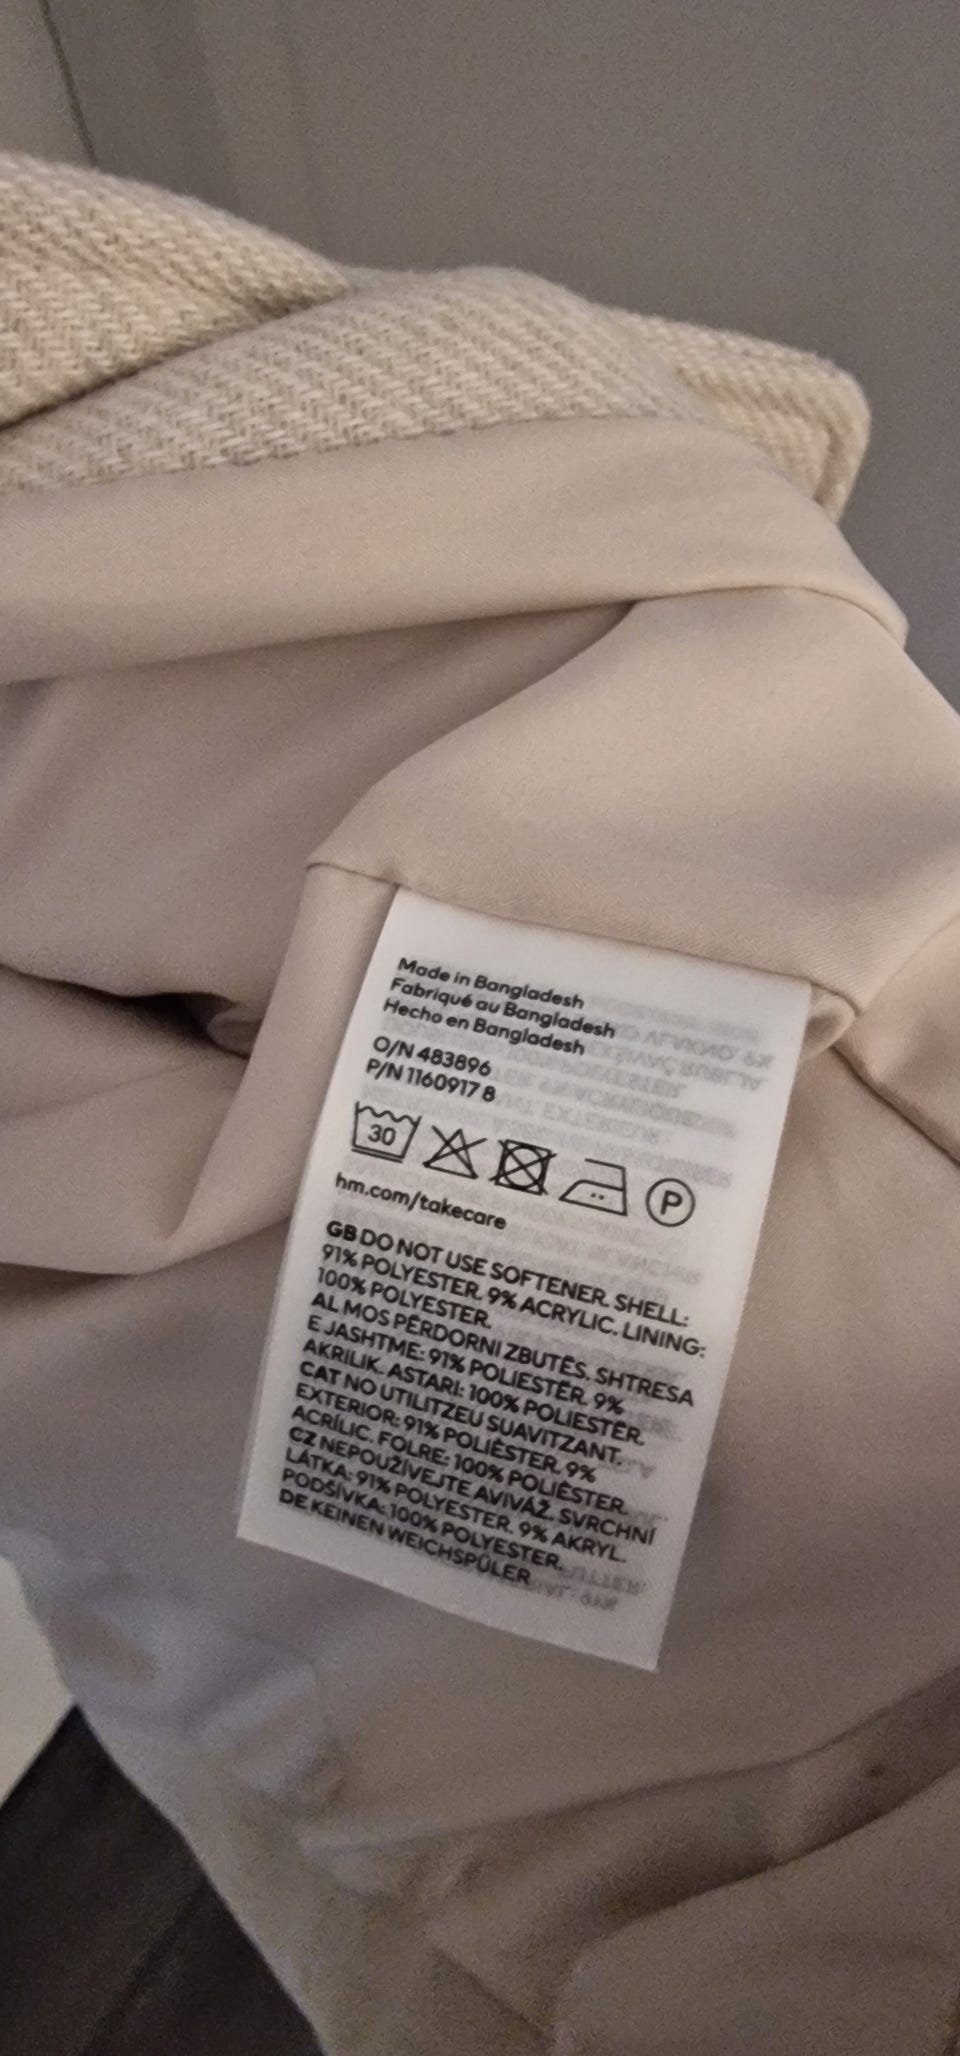 Made in Bangladesh
Fabriqué au Bangladesh
Hecho en Bangladesh
O/N 483896
P/N 1160917 8
30 P
hm.com/takecare
GB DO NOT USE SOFTENER. SHELL:
91% POLYESTER. 9% ACRYLIC. LINING:
100% POLYESTER.
AL MOS PËRDORNI ZBUTËS. SHTRESA
E JASHTME: 91% POLIESTËR. 9%
AKRILIK. ASTARI: 100% POLIESTËR.
CAT NO UTILITZEU SUAVITZANT.
EXTERIOR: 91% POLIÈSTER. 9%
ACRÍLIC. FOLRE: 100% POLIÈSTER.
CZ NEPOUŽÍVEJTE AVIVÁŽ. SVRCHNÍ
LÁTKA: 91% POLYESTER. 9% AKRYL.
PODŠÍVKA: 100% POLYESTER.
DE KEINEN WEICHSPÜLER